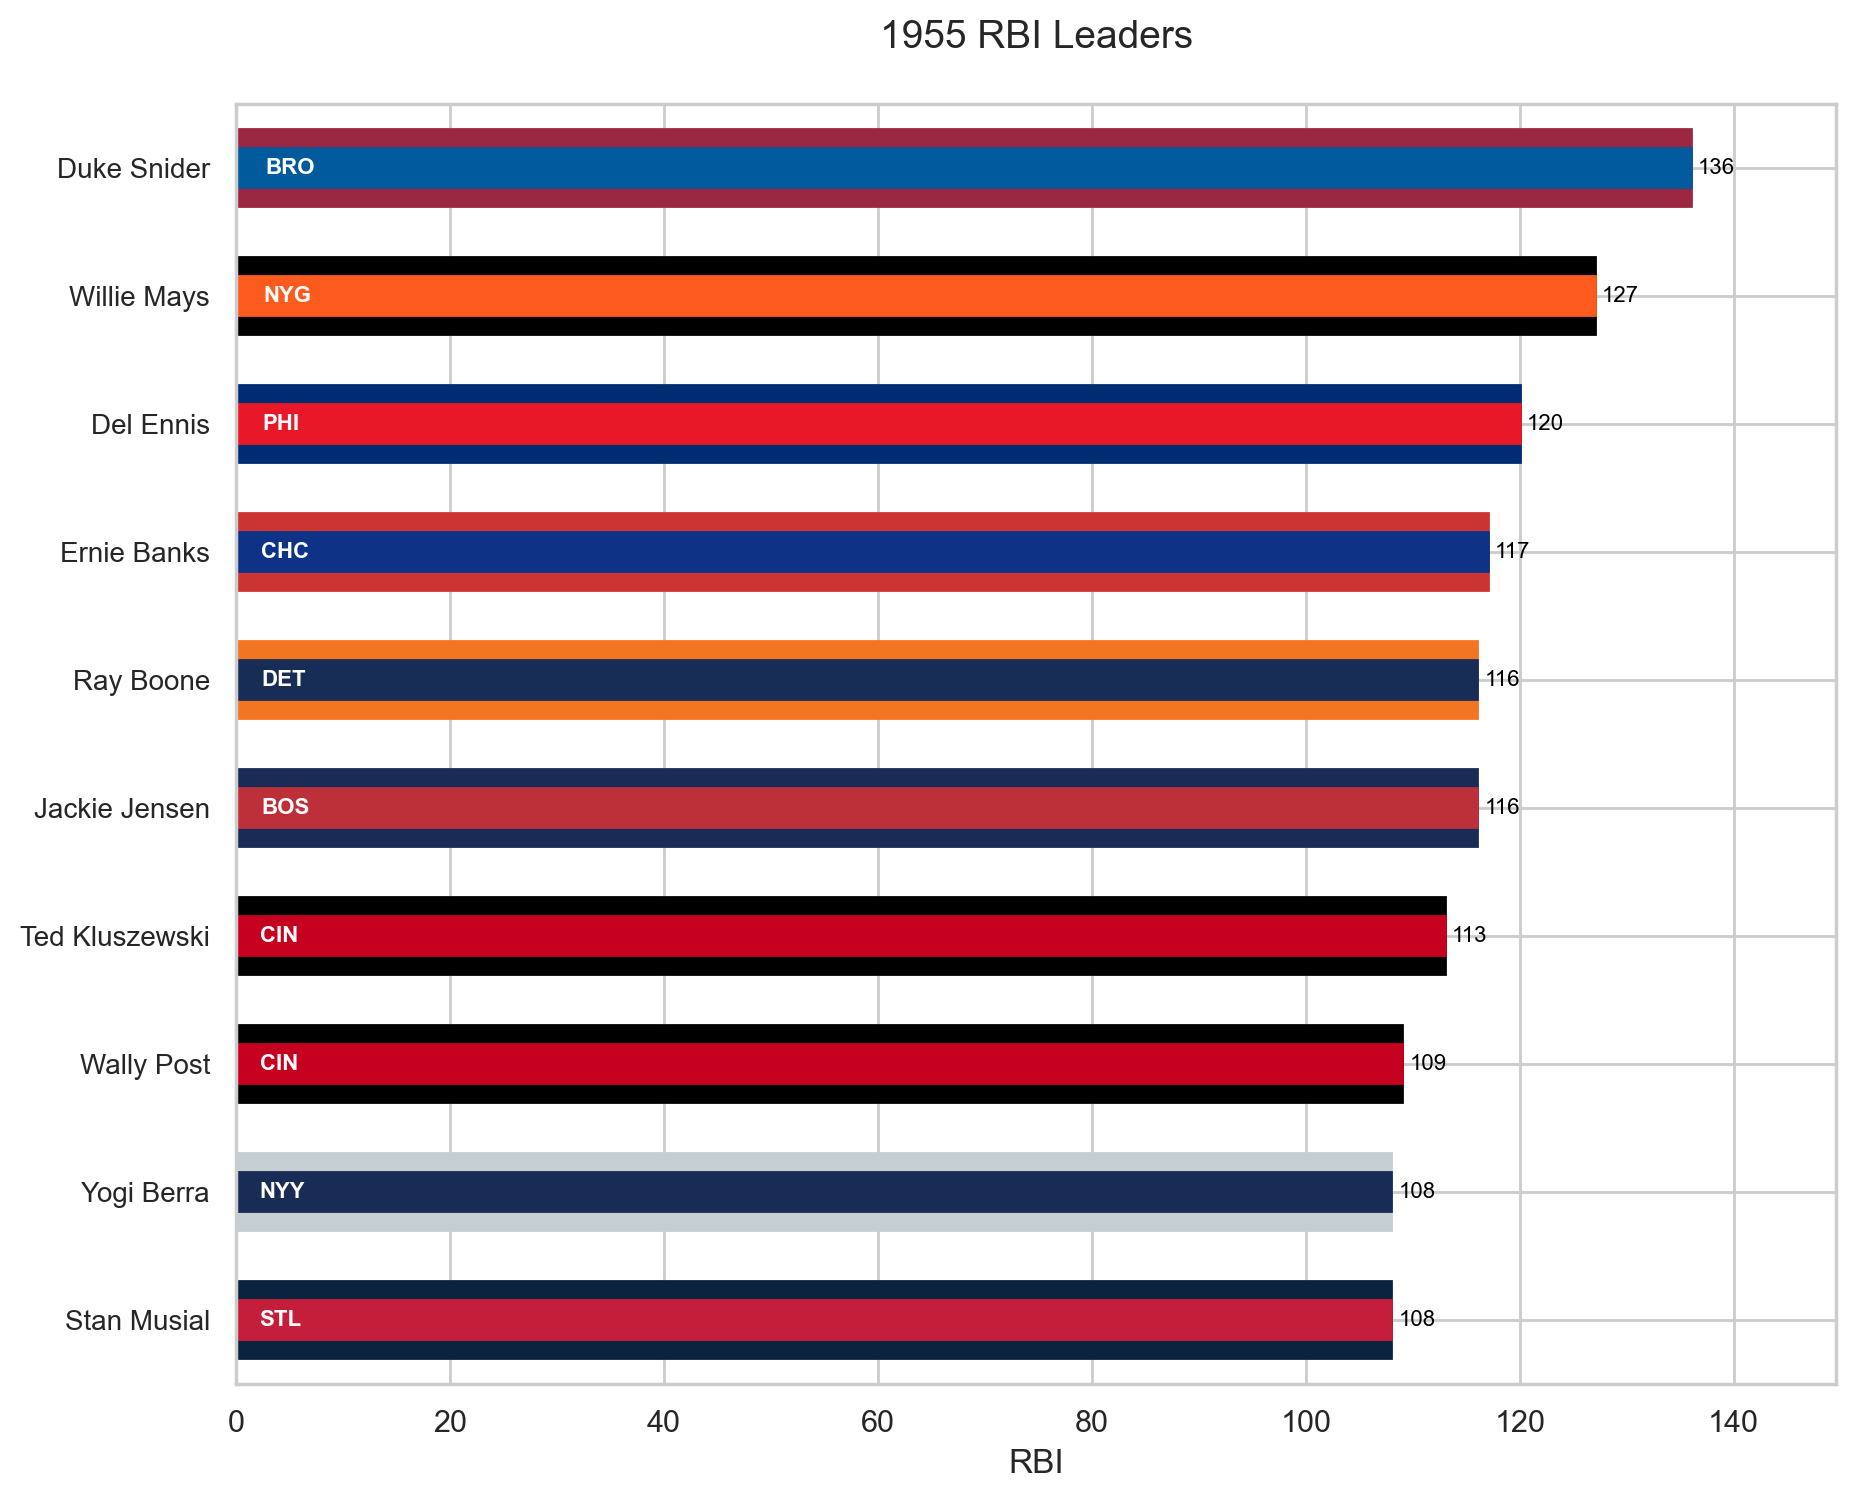 1955 RBI Leaders
Duke Snider BRO 136
Willie Mays NYG 127
Del Ennis PHI 120
Ernie Banks CHC 117
Ray Boone DET 116
Jackie Jensen BOS 116
Ted Kluszewski CIN 113
Wally Post CIN 109
Yogi Berra NYY 108
Stan Musial STL 108
0 20 40 60 80 100 120 140
RBI